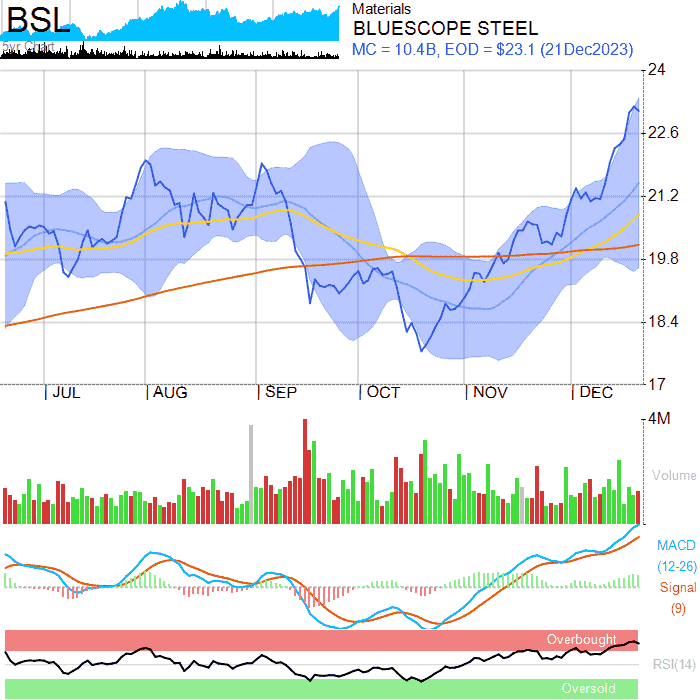 BSL
5yr Chart
Materials
BLUESCOPE STEEL
MC = 10.4B, EOD = $23.1 (21Dec2023)
24
22.6
21.2
19.8
18.4
17
JUL AUG SEP OCT NOV DEC
4M
Volume
MACD
(12-26)
Signal
(9)
Overbought
RSI(14)
Oversold